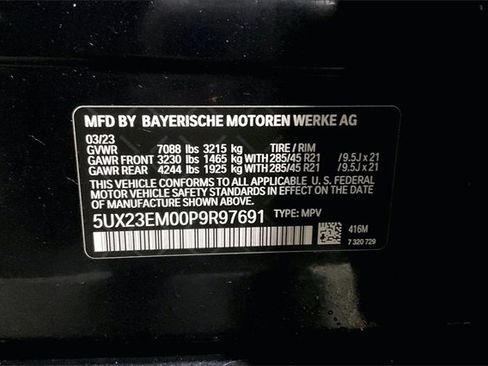 MFD BY BAYERISCHE MOTOREN WERKE AG
03/23
GVWR 7088 lbs 3215 kg TIRE / RIM
GAWR FRONT 3230 lbs 1465 kg WITH 285/45 R21 / 9.5J x 21
GAWR REAR 4244 lbs 1925 kg WITH 285/45 R21 / 9.5J x 21
THIS VEHICLE CONFORMS TO ALL APPLICABLE U. S. FEDERAL
MOTOR VEHICLE SAFETY STANDARDS IN EFFECT ON THE DATE
OF MANUFACTURE SHOWN ABOVE.
5UX23EM00P9R97691 TYPE: MPV
416M
7 320 729